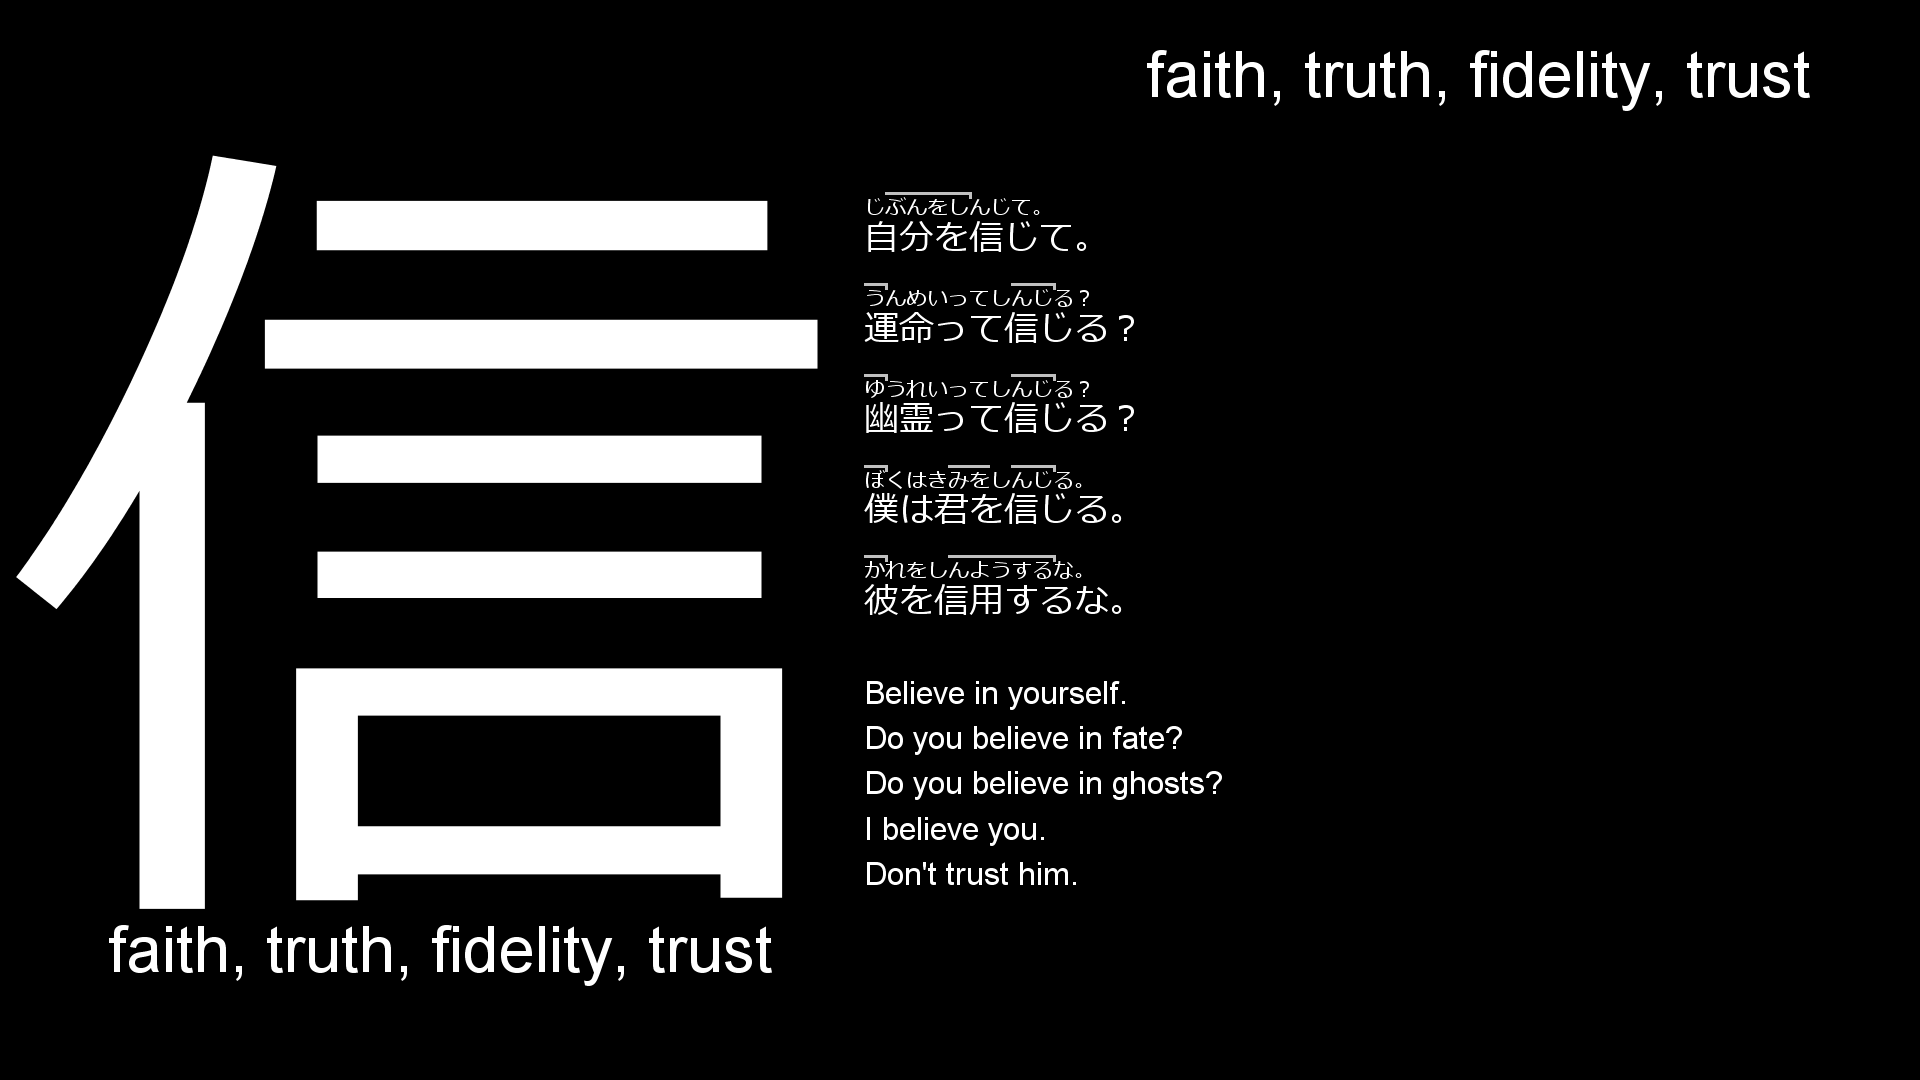 faith, truth, fidelity, trust
信
faith, truth, fidelity, trust
じぶんをしんじて。
自分を信じて。
うんめいってしんじる？
運命って信じる？
ゆうれいってしんじる？
幽霊って信じる？
ぼくはきみをしんじる。
僕は君を信じる。
かれをしんようするな。
彼を信用するな。
Believe in yourself.
Do you believe in fate?
Do you believe in ghosts?
I believe you.
Don't trust him.